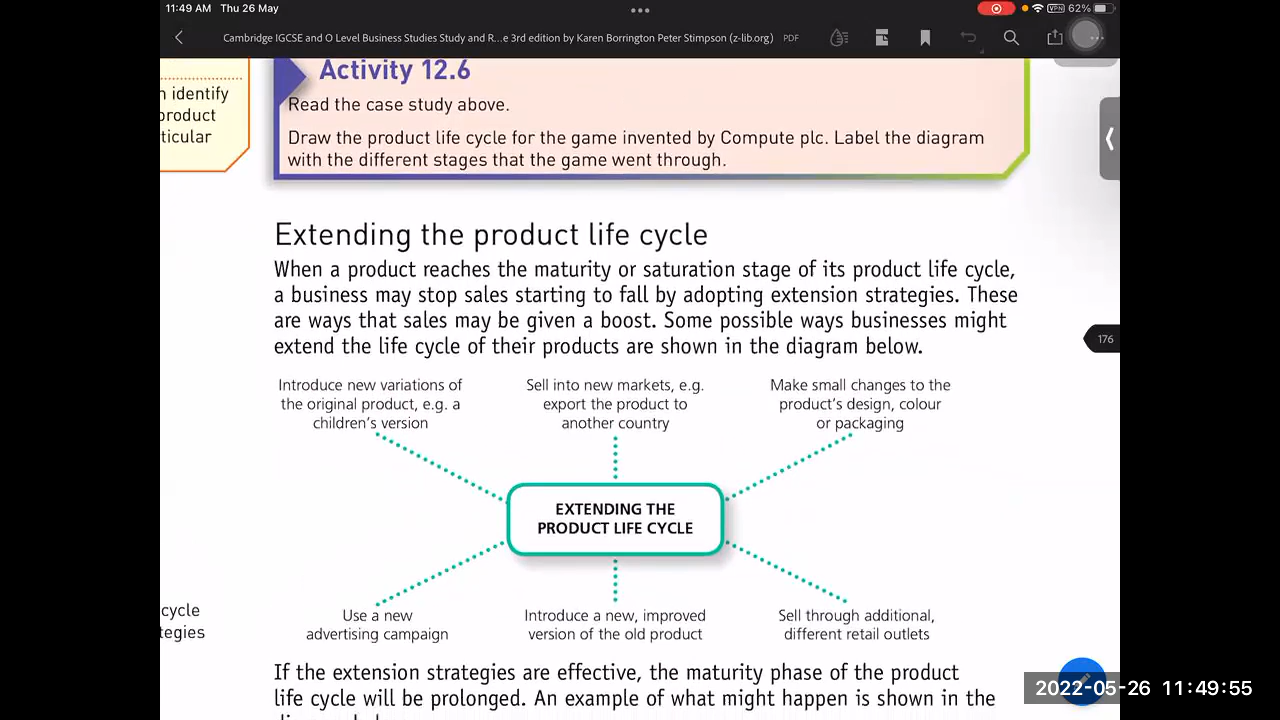 11:49 AM Thu 26 May
VPN 62%
Cambridge IGCSE and O Level Business Studies Study and R...e 3rd edition by Karen Borrington Peter Stimpson (z-lib.org) PDF
n identify
product
ticular
Activity 12.6
Read the case study above.
Draw the product life cycle for the game invented by Compute plc. Label the diagram
with the different stages that the game went through.
Extending the product life cycle
When a product reaches the maturity or saturation stage of its product life cycle,
a business may stop sales starting to fall by adopting extension strategies. These
are ways that sales may be given a boost. Some possible ways businesses might
extend the life cycle of their products are shown in the diagram below.
176
Introduce new variations of
the original product, e.g. a
children's version
Sell into new markets, e.g.
export the product to
another country
Make small changes to the
product's design, colour
or packaging
EXTENDING THE
PRODUCT LIFE CYCLE
cycle
tegies
Use a new
advertising campaign
Introduce a new, improved
version of the old product
Sell through additional,
different retail outlets
If the extension strategies are effective, the maturity phase of the product
life cycle will be prolonged. An example of what might happen is shown in the
2022-05-26 11:49:55